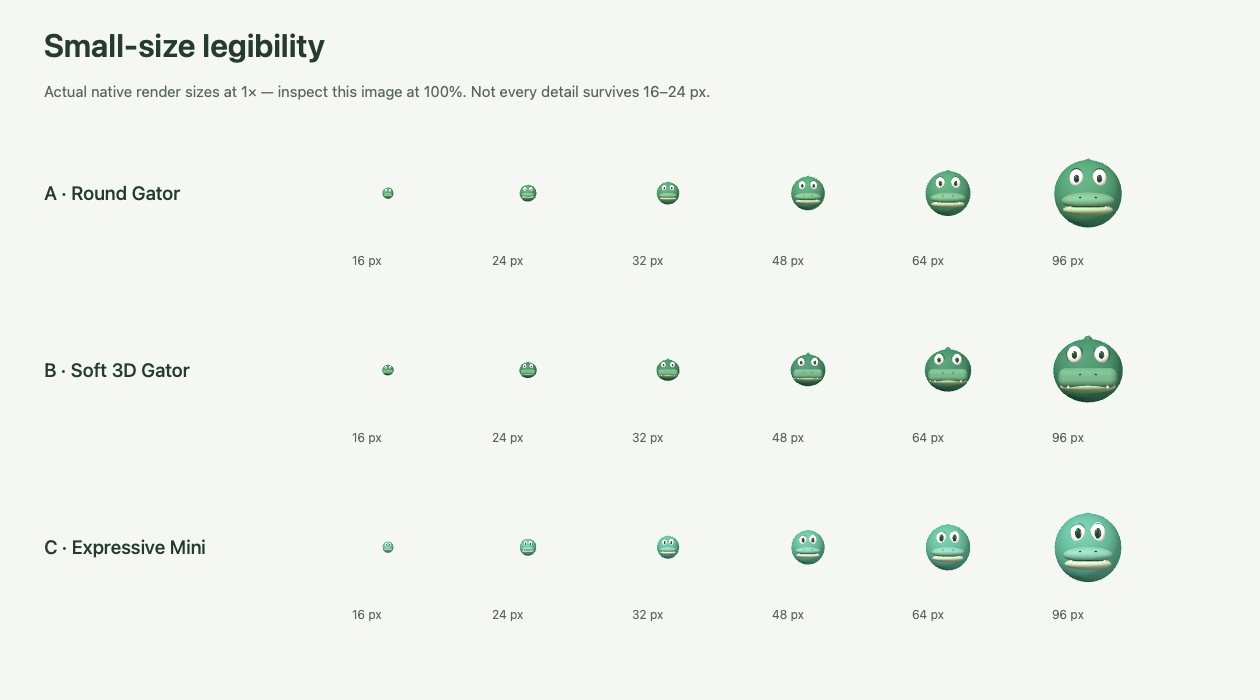 Small-size legibility
Actual native render sizes at 1× — inspect this image at 100%. Not every detail survives 16–24 px.
A · Round Gator
16 px
24 px
32 px
48 px
64 px
96 px
B · Soft 3D Gator
16 px
24 px
32 px
48 px
64 px
96 px
C · Expressive Mini
16 px
24 px
32 px
48 px
64 px
96 px